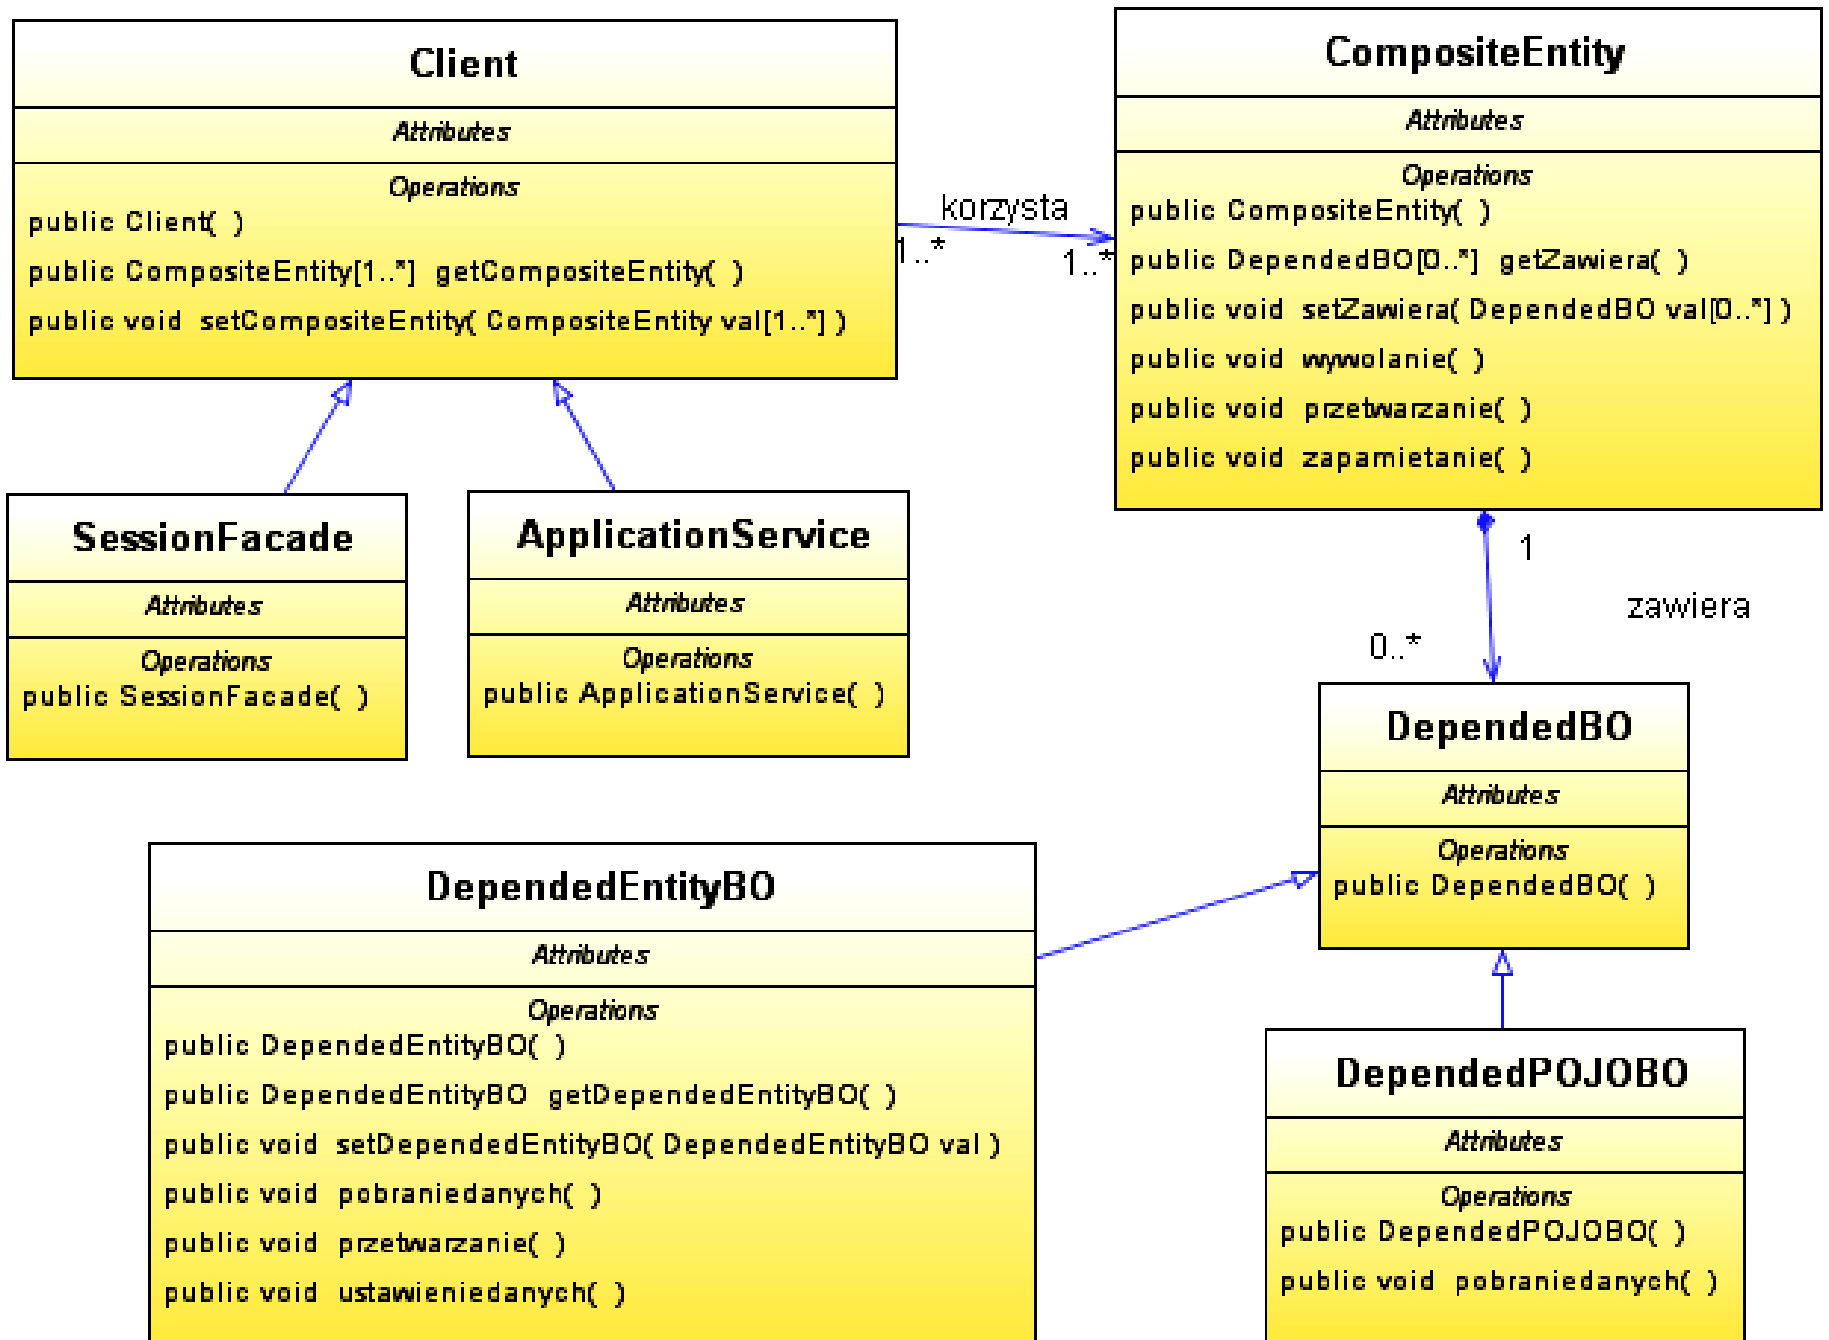 Client
Attributes
Operations
public Client( )
public CompositeEntity[1..*] getCompositeEntity( )
public void setCompositeEntity( CompositeEntity val[1..*] )
korzysta
1..*
1..*
CompositeEntity
Attributes
Operations
public CompositeEntity( )
public DependedBO[0..*] getZawiera( )
public void setZawiera( DependedBO val[0..*] )
public void wywolanie( )
public void przetwarzanie( )
public void zapamietanie( )
SessionFacade
Attributes
Operations
public SessionFacade( )
ApplicationService
Attributes
Operations
public ApplicationService( )
1
zawiera
0..*
DependedBO
Attributes
Operations
public DependedBO( )
DependedEntityBO
Attributes
Operations
public DependedEntityBO( )
public DependedEntityBO getDependedEntityBO( )
public void setDependedEntityBO( DependedEntityBO val )
public void pobraniedanych( )
public void przetwarzanie( )
public void ustawieniedanych( )
DependedPOJOBO
Attributes
Operations
public DependedPOJOBO( )
public void pobraniedanych( )